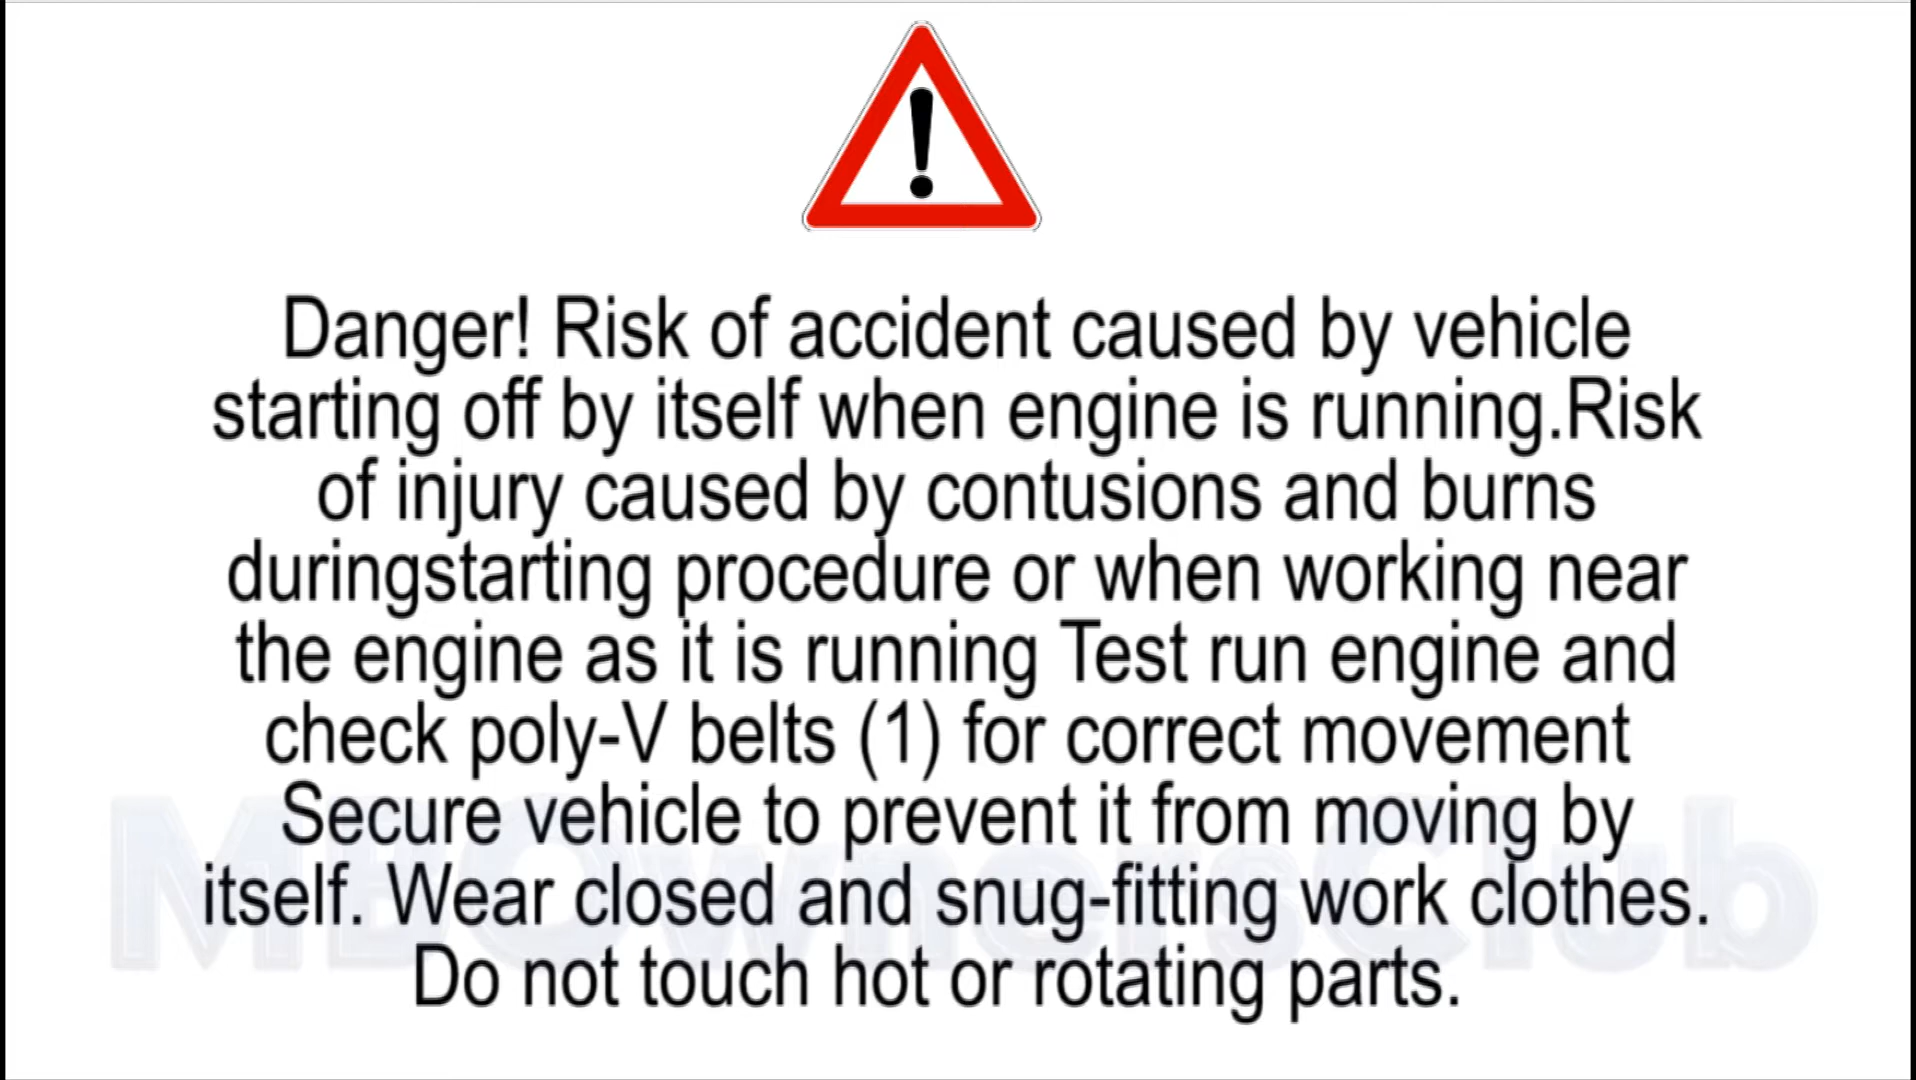 Danger! Risk of accident caused by vehicle
starting off by itself when engine is running.Risk
of injury caused by contusions and burns
duringstarting procedure or when working near
the engine as it is running Test run engine and
check poly-V belts (1) for correct movement
Secure vehicle to prevent it from moving by
itself. Wear closed and snug-fitting work clothes.
Do not touch hot or rotating parts.
MBOwnersClub